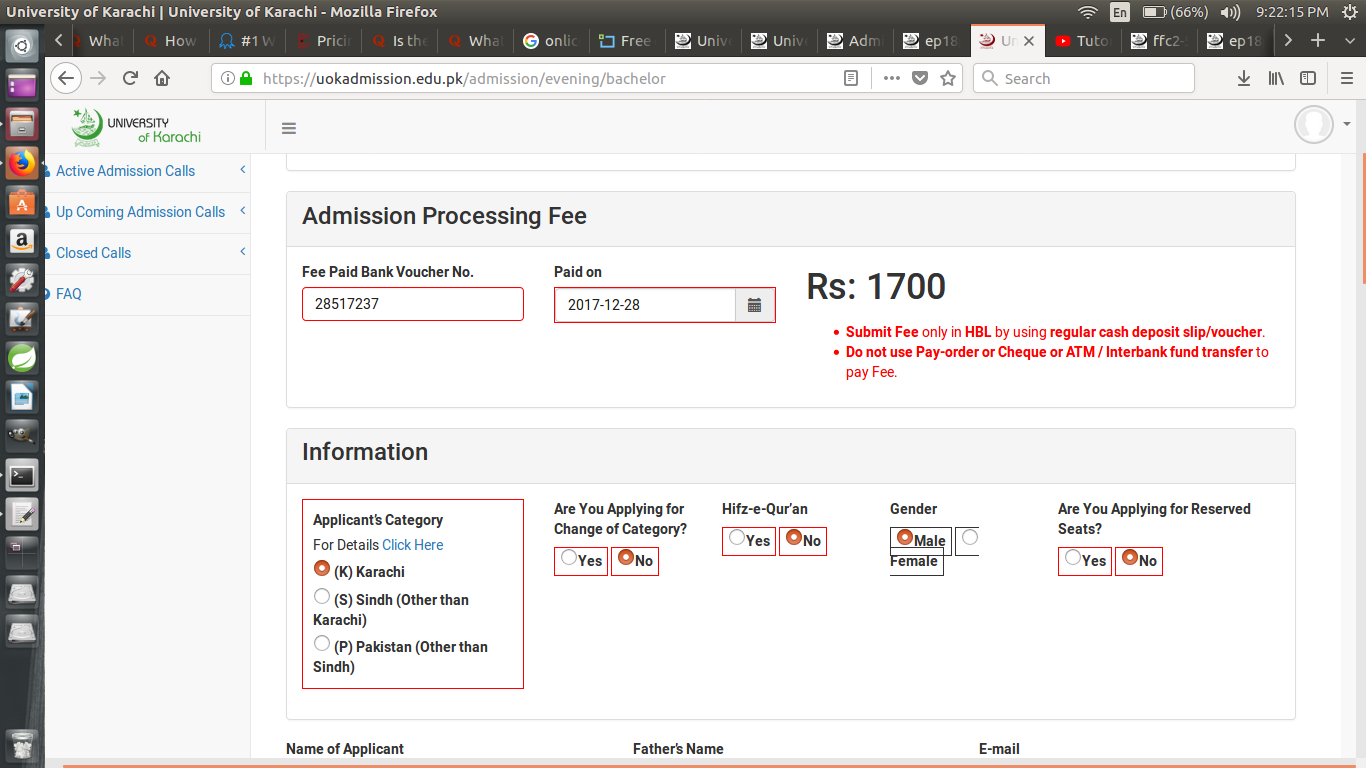 University of Karachi | University of Karachi - Mozilla Firefox
En
(66%)
9:22:15 PM
What
How
#1 W
Pricin
Is the
What
onlic
Free
Univ
Univ
Adm
ep18
Un
Tuto
ffc2-
ep18
https://uokadmission.edu.pk/admission/evening/bachelor
Search
UNIVERSITY
of Karachi
Active Admission Calls
Up Coming Admission Calls
Closed Calls
FAQ
Admission Processing Fee
Fee Paid Bank Voucher No.
28517237
Paid on
2017-12-28
Rs: 1700
Submit Fee only in HBL by using regular cash deposit slip/voucher.
Do not use Pay-order or Cheque or ATM / Interbank fund transfer to
pay Fee.
Information
Applicant's Category
For Details Click Here
(K) Karachi
(S) Sindh (Other than
Karachi)
(P) Pakistan (Other than
Sindh)
Are You Applying for
Change of Category?
Yes No
Hifz-e-Qur'an
Yes No
Gender
Male
Female
Are You Applying for Reserved
Seats?
Yes No
Name of Applicant
Father's Name
E-mail